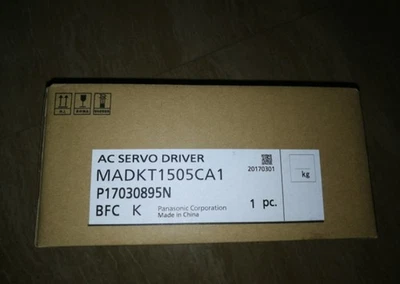 AC SERVO DRIVER
20170301
kg
MADKT1505CA1
P17030895N
BFC K
Panasonic Corporation
Made in China
1 pc.